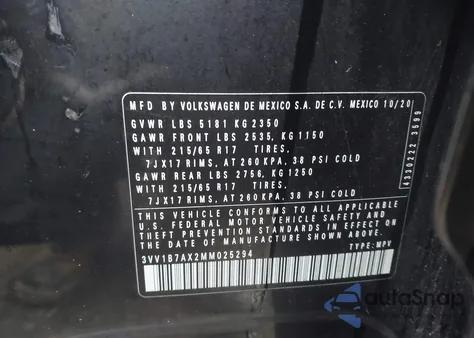 MFD BY VOLKSWAGEN DE MEXICO S.A. DE C.V. MEXICO 10/20
GVWR LBS 5181 KG2350
GAWR FRONT LBS 2535, KG1150
WITH 215/65 R17 TIRES,
7JX17 RIMS, AT 260KPA, 38 PSI COLD
GAWR REAR LBS 2756, KG1250
WITH 215/65 R17 TIRES,
7JX17 RIMS, AT 260KPA, 38 PSI COLD
THIS VEHICLE CONFORMS TO ALL APPLICABLE
FEDERAL MOTOR VEHICLE SAFETY AND
THEFT PREVENTION STANDARDS IN EFFECT IN
U.S. ON THE DATE OF MANUFACTURE SHOWN ABOVE
3VV1B7AX2MM025294 TYPE:MPV
4330222 3599
autoSnap